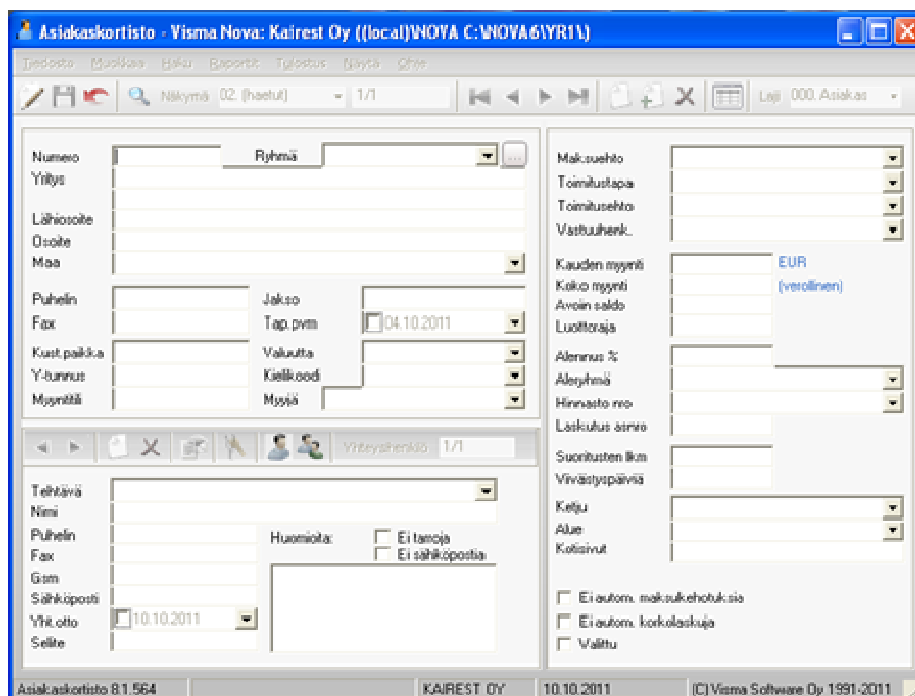 Asiakaskortisto - Visma Nova: Kairest Oy ((local)\NOVA C:\NOVA6\YR1\)
Tiedosto Muokkaa Haku Raportit Tulostus Näytä Ohje
Näkymä 02. (haetut) 1/1 Laji 000. Asiakas
Numero Ryhmä ...
Yritys
Lähiosoite
Osoite
Maa
Puhelin Jakso
Fax Tap. pvm 04.10.2011
Kust.paikka Valuutta
Y-tunnus Kielikoodi
Myyntitili Myyjä
Yhteyshenkilö 1/1
Tehtävä
Nimi
Puhelin Huomioita: Ei tarroja
Fax Ei sähköpostia
Gsm
Sähköposti
Yht.otto 10.10.2011
Selite
Maksuehto
Toimitustapa
Toimitusehto
Vastuuhenk.
Kauden myynti EUR
Koko myynti (verollinen)
Avoin saldo
Luottoraja
Alennus %
Aleryhmä
Hinnasto nro
Laskutus asnro
Suoritusten lkm
Viivästyspäiviä
Ketju
Alue
Kotisivut
Ei autom. maksukehotuksia
Ei autom. korkolaskuja
Valittu
Asiakaskortisto 8.1.564 KAIREST OY 10.10.2011 (C) Visma Software Oy 1991-2011